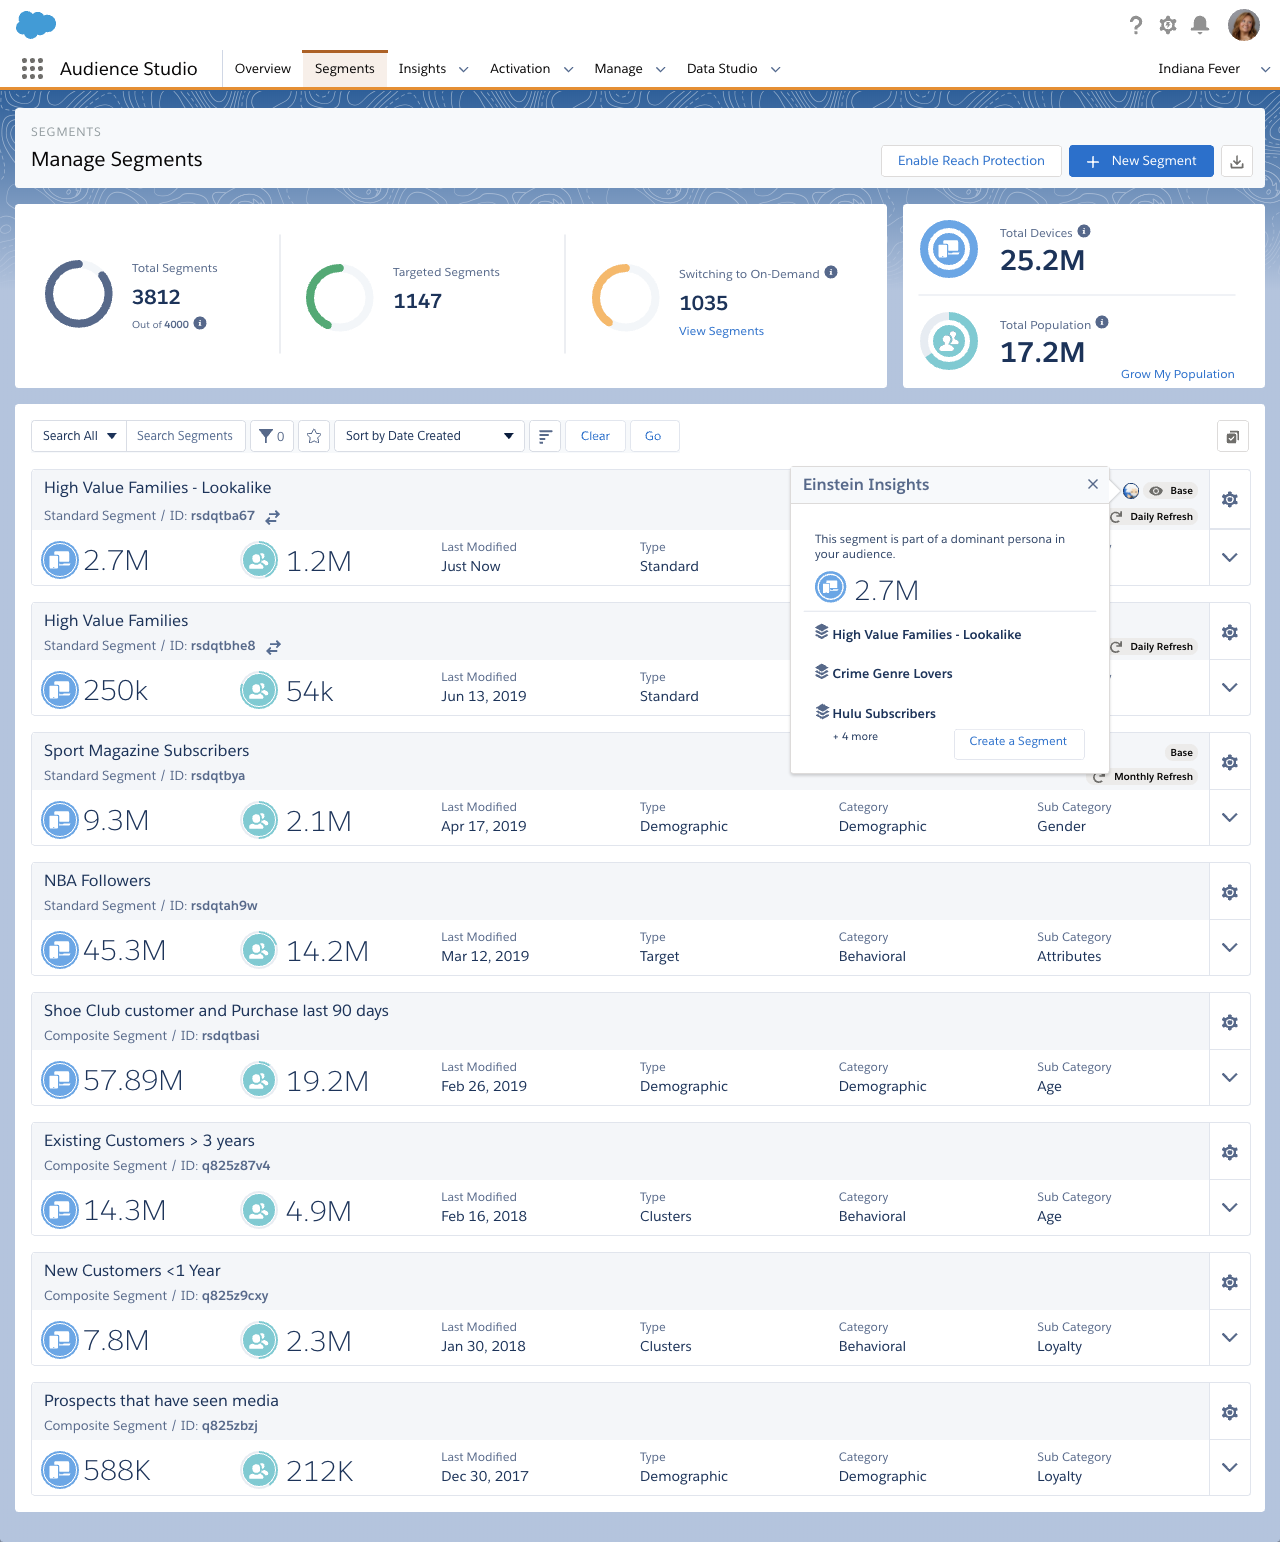 Audience Studio
Overview
Segments
Insights
Activation
Manage
Data Studio
Indiana Fever
SEGMENTS
Manage Segments
Enable Reach Protection
+ New Segment
Total Segments
3812
Out of 4000
Targeted Segments
1147
Switching to On-Demand
1035
View Segments
Total Devices
25.2M
Total Population
17.2M
Grow My Population
Search All
Search Segments
0
Sort by Date Created
Clear
Go
High Value Families - Lookalike
Standard Segment / ID: rsdqtba67
Base
Daily Refresh
2.7M
1.2M
Last Modified
Just Now
Type
Standard
Einstein Insights
This segment is part of a dominant persona in
your audience.
2.7M
High Value Families - Lookalike
Crime Genre Lovers
Hulu Subscribers
+ 4 more
Create a Segment
High Value Families
Standard Segment / ID: rsdqtbhe8
Daily Refresh
250k
54k
Last Modified
Jun 13, 2019
Type
Standard
Sport Magazine Subscribers
Standard Segment / ID: rsdqtbya
Base
Monthly Refresh
9.3M
2.1M
Last Modified
Apr 17, 2019
Type
Demographic
Category
Demographic
Sub Category
Gender
NBA Followers
Standard Segment / ID: rsdqtah9w
45.3M
14.2M
Last Modified
Mar 12, 2019
Type
Target
Category
Behavioral
Sub Category
Attributes
Shoe Club customer and Purchase last 90 days
Composite Segment / ID: rsdqtbasi
57.89M
19.2M
Last Modified
Feb 26, 2019
Type
Demographic
Category
Demographic
Sub Category
Age
Existing Customers > 3 years
Composite Segment / ID: q825z87v4
14.3M
4.9M
Last Modified
Feb 16, 2018
Type
Clusters
Category
Behavioral
Sub Category
Age
New Customers <1 Year
Composite Segment / ID: q825z9cxy
7.8M
2.3M
Last Modified
Jan 30, 2018
Type
Clusters
Category
Behavioral
Sub Category
Loyalty
Prospects that have seen media
Composite Segment / ID: q825zbzj
588K
212K
Last Modified
Dec 30, 2017
Type
Demographic
Category
Demographic
Sub Category
Loyalty